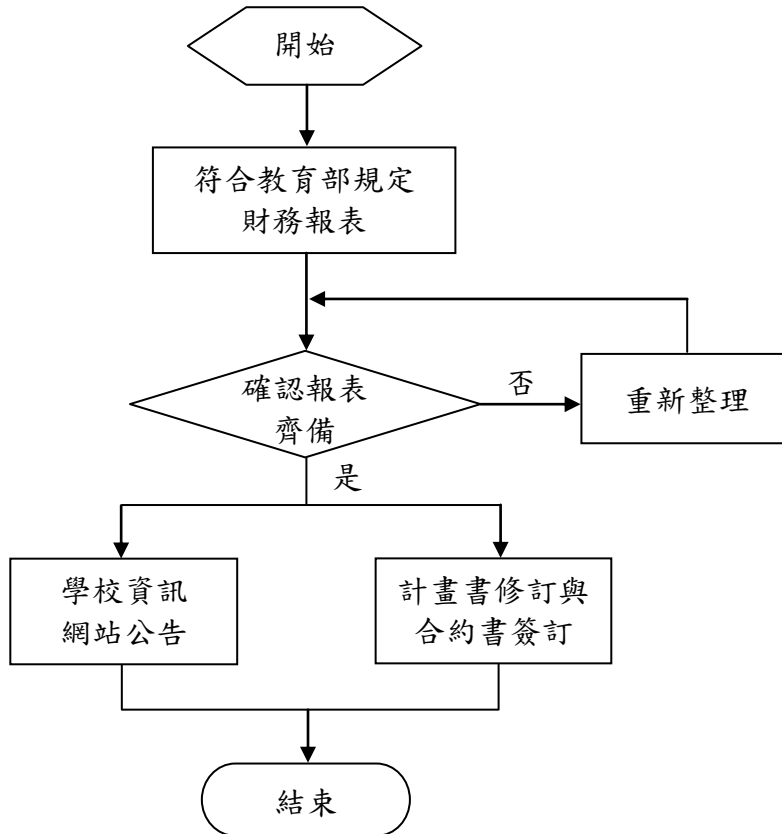 開始
符合教育部規定
財務報表
確認報表
齊備
否
重新整理
是
學校資訊
網站公告
計畫書修訂與
合約書簽訂
結束